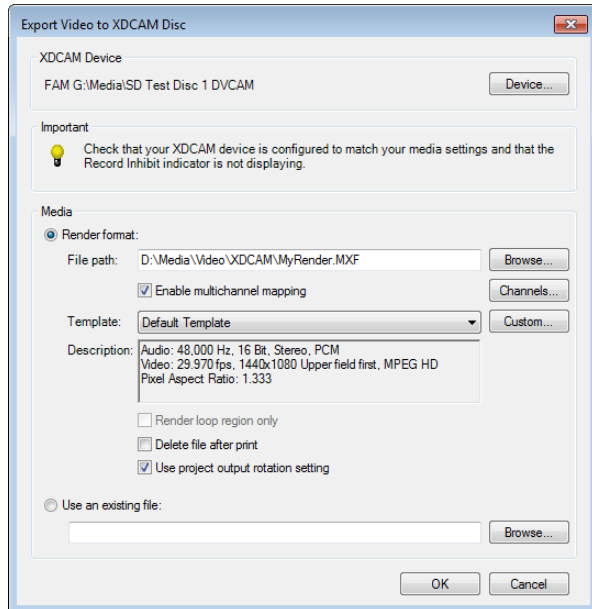 Export Video to XDCAM Disc
XDCAM Device
FAM G:\Media\SD Test Disc 1 DVCAM
Device...
Important
Check that your XDCAM device is configured to match your media settings and that the
Record Inhibit indicator is not displaying.
Media
Render format:
File path: D:\Media\Video\XDCAM\MyRender.MXF Browse...
Enable multichannel mapping Channels...
Template: Default Template Custom...
Description: Audio: 48,000 Hz, 16 Bit, Stereo, PCM
Video: 29.970 fps, 1440x1080 Upper field first, MPEG HD
Pixel Aspect Ratio: 1.333
Render loop region only
Delete file after print
Use project output rotation setting
Use an existing file:
Browse...
OK Cancel